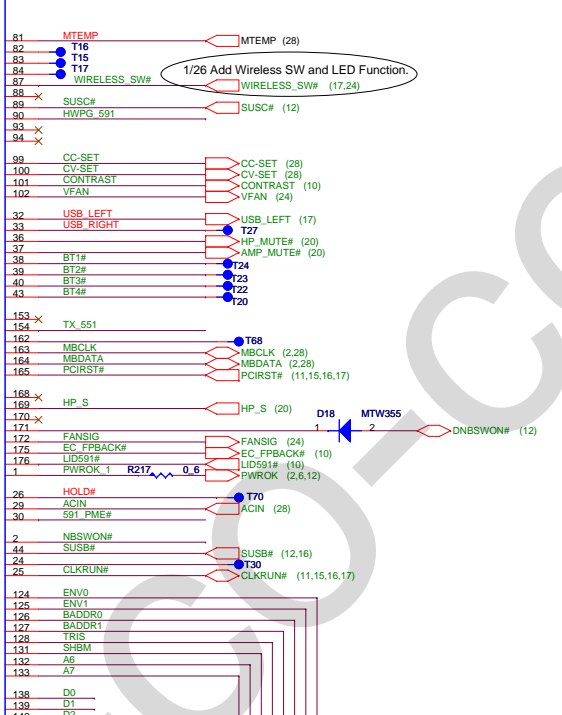 81 MTEMP MTEMP (28)
82 T16
83 T15
84 T17
1/26 Add Wireless SW and LED Function.
87 WIRELESS_SW# WIRELESS_SW# (17,24)
88
89 SUSC# SUSC# (12)
90 HWPG_591
93
94
99 CC-SET CC-SET (28)
100 CV-SET CV-SET (28)
101 CONTRAST CONTRAST (10)
102 VFAN VFAN (24)
32 USB_LEFT USB_LEFT (17)
33 USB_RIGHT T27
36 HP_MUTE# (20)
37 AMP_MUTE# (20)
38 BT1# T24
39 BT2# T23
40 BT3# T22
43 BT4# T20
153
154 TX_551
162 T68
163 MBCLK MBCLK (2,28)
164 MBDATA MBDATA (2,28)
165 PCIRST# PCIRST# (11,15,16,17)
168
169 HP_S HP_S (20)
170
D18 MTW355
171 1 2 DNBSWON# (12)
172 FANSIG FANSIG (24)
175 EC_FPBACK# EC_FPBACK# (10)
176 LID591# LID591# (10)
1 PWROK_1 R217 0_6 PWROK (2,6,12)
26 HOLD# T70
29 ACIN ACIN (28)
30 591_PME#
2 NBSWON#
44 SUSB# SUSB# (12,16)
24 T30
25 CLKRUN# CLKRUN# (11,15,16,17)
124 ENV0
125 ENV1
126 BADDR0
127 BADDR1
128 TRIS
131 SHBM
132 A6
133 A7
138 D0
139 D1